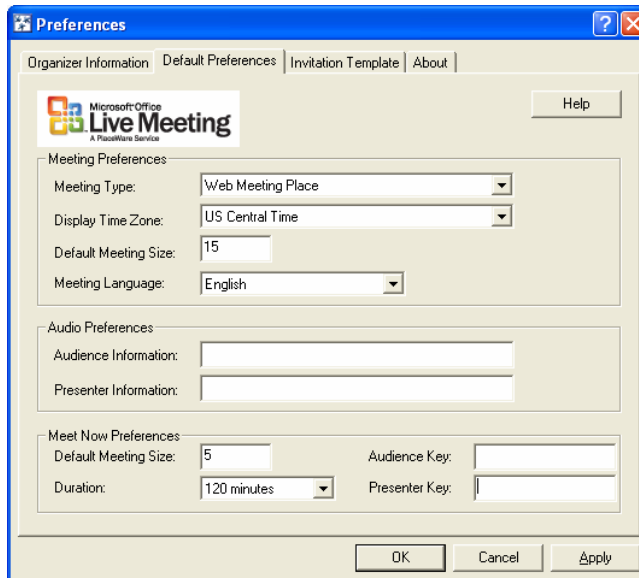 Preferences
Organizer Information Default Preferences Invitation Template About
Microsoft Office
Live Meeting
A PlaceWare Service
Help
Meeting Preferences
Meeting Type: Web Meeting Place
Display Time Zone: US Central Time
Default Meeting Size: 15
Meeting Language: English
Audio Preferences
Audience Information:
Presenter Information:
Meet Now Preferences
Default Meeting Size: 5 Audience Key:
Duration: 120 minutes Presenter Key:
OK Cancel Apply